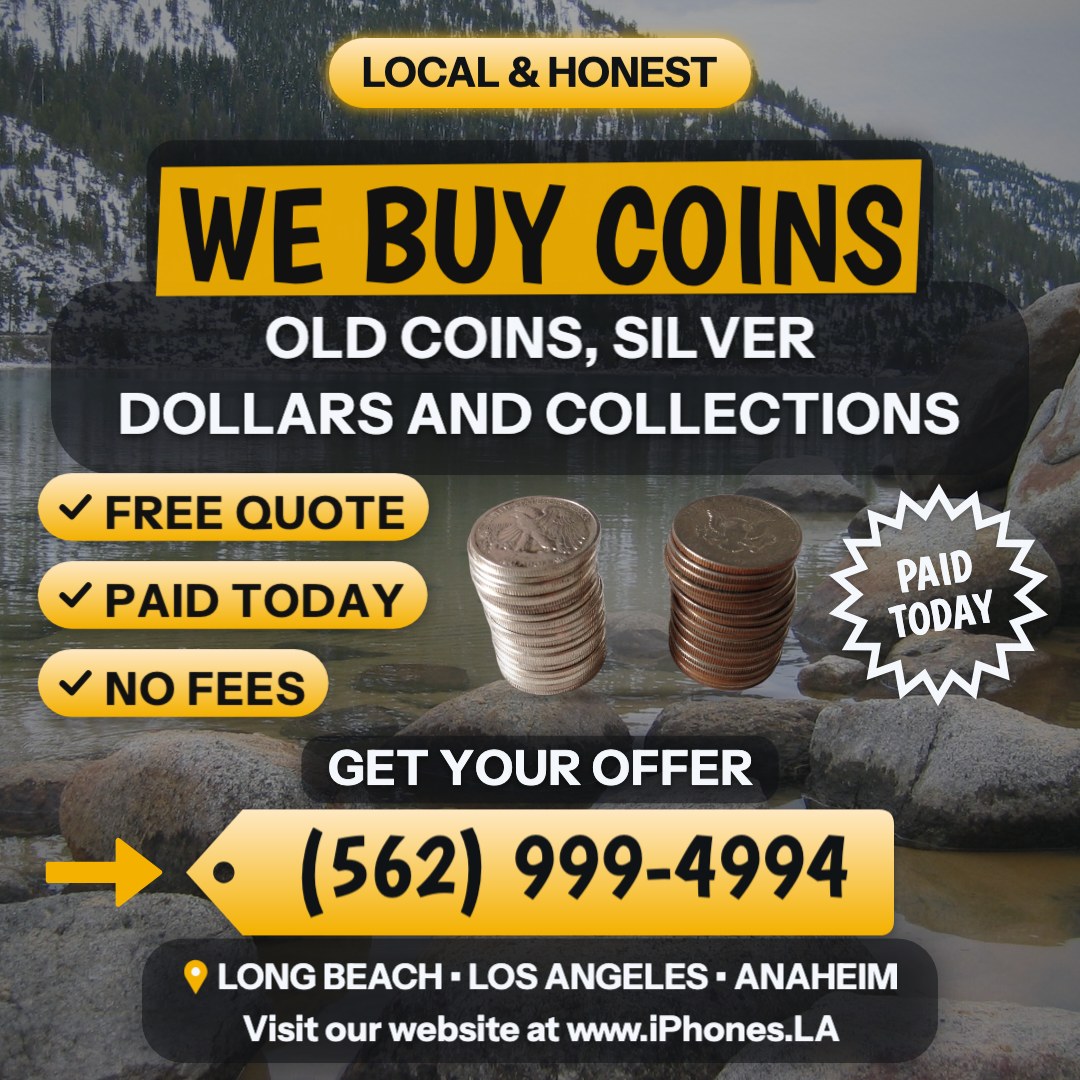 LOCAL & HONEST
WE BUY COINS
OLD COINS, SILVER
DOLLARS AND COLLECTIONS
✓ FREE QUOTE
✓ PAID TODAY
✓ NO FEES
PAID
TODAY
GET YOUR OFFER
(562) 999-4994
LONG BEACH ▪ LOS ANGELES ▪ ANAHEIM
Visit our website at www.iPhones.LA